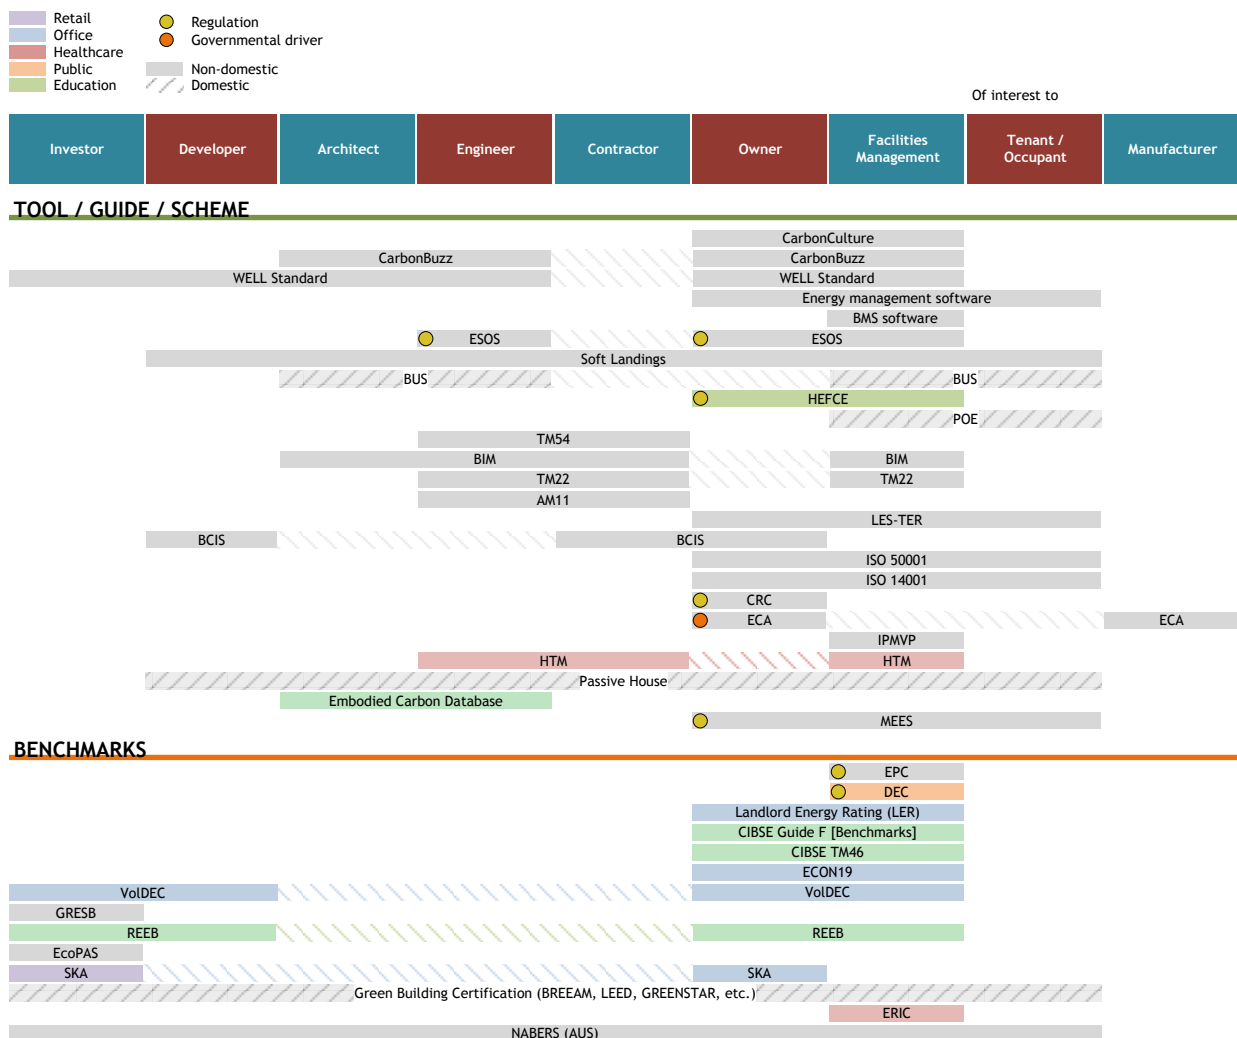 Retail
Office
Healthcare
Public
Education
Regulation
Governmental driver
Non-domestic
Domestic
Of interest to
Investor
Developer
Architect
Engineer
Contractor
Owner
Facilities
Management
Tenant /
Occupant
Manufacturer
TOOL / GUIDE / SCHEME
CarbonCulture
CarbonBuzz CarbonBuzz
WELL Standard WELL Standard
Energy management software
BMS software
ESOS ESOS
Soft Landings
BUS BUS
HEFCE
POE
TM54
BIM BIM
TM22 TM22
AM11
LES-TER
BCIS BCIS
ISO 50001
ISO 14001
CRC
ECA ECA
IPMVP
HTM HTM
Passive House
Embodied Carbon Database
MEES
BENCHMARKS
EPC
DEC
Landlord Energy Rating (LER)
CIBSE Guide F [Benchmarks]
CIBSE TM46
ECON19
VolDEC VolDEC
GRESB
REEB REEB
EcoPAS
SKA SKA
Green Building Certification (BREEAM, LEED, GREENSTAR, etc.)
ERIC
NABERS (AUS)